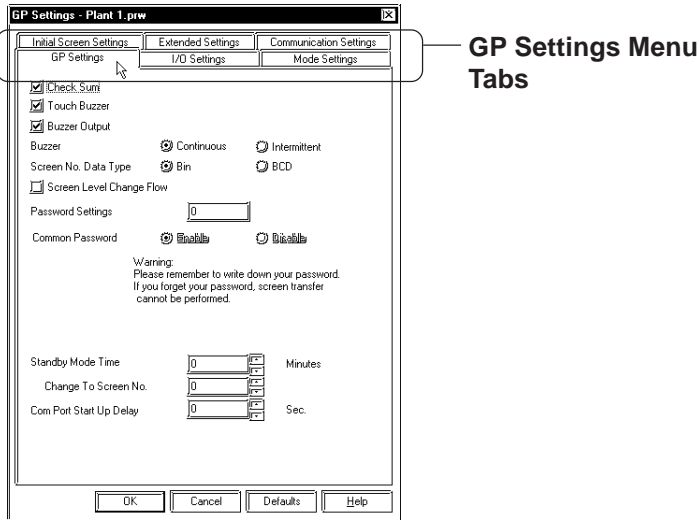 GP Settings - Plant 1.prw
Initial Screen Settings Extended Settings Communication Settings
GP Settings I/O Settings Mode Settings
GP Settings Menu
Tabs
Check Sum
Touch Buzzer
Buzzer Output
Buzzer Continuous Intermittent
Screen No. Data Type Bin BCD
Screen Level Change Flow
Password Settings 0
Common Password Enable Disable
Warning:
Please remember to write down your password.
If you forget your password, screen transfer
cannot be performed.
Standby Mode Time 0 Minutes
Change To Screen No. 0
Com Port Start Up Delay 0 Sec.
OK Cancel Defaults Help